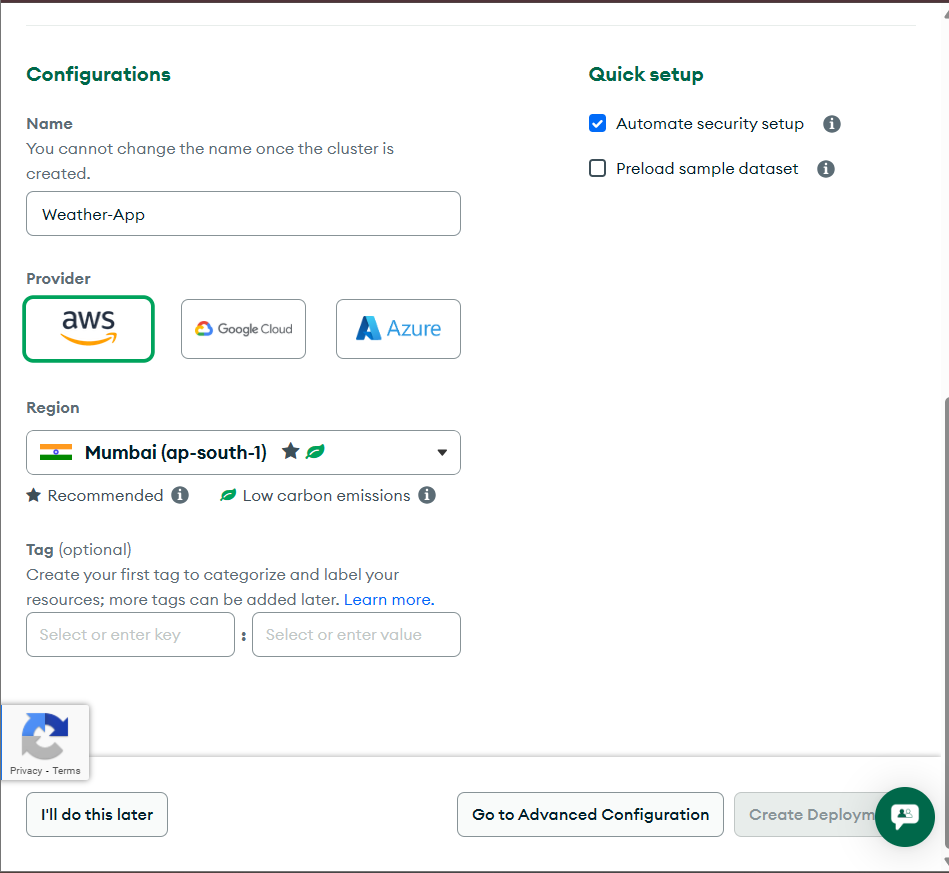 Configurations
Name
You cannot change the name once the cluster is
created.
Weather-App
Provider
aws
Google Cloud
Azure
Region
Mumbai (ap-south-1)
Recommended
Low carbon emissions
Tag (optional)
Create your first tag to categorize and label your
resources; more tags can be added later. Learn more.
Select or enter key : Select or enter value
Quick setup
Automate security setup
Preload sample dataset
Privacy - Terms
I'll do this later
Go to Advanced Configuration
Create Deploym